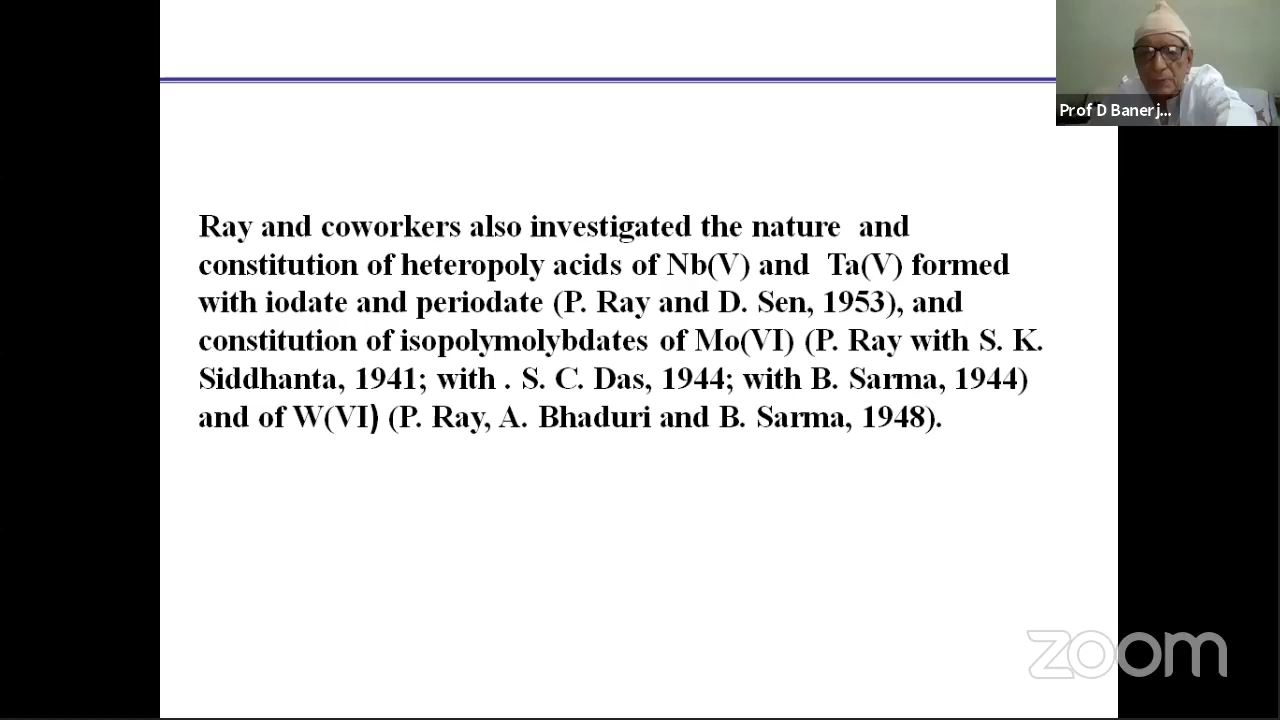 Prof D Banerj...
Ray and coworkers also investigated the nature and
constitution of heteropoly acids of Nb(V) and Ta(V) formed
with iodate and periodate (P. Ray and D. Sen, 1953), and
constitution of isopolymolybdates of Mo(VI) (P. Ray with S. K.
Siddhanta, 1941; with . S. C. Das, 1944; with B. Sarma, 1944)
and of W(VI) (P. Ray, A. Bhaduri and B. Sarma, 1948).
zoom